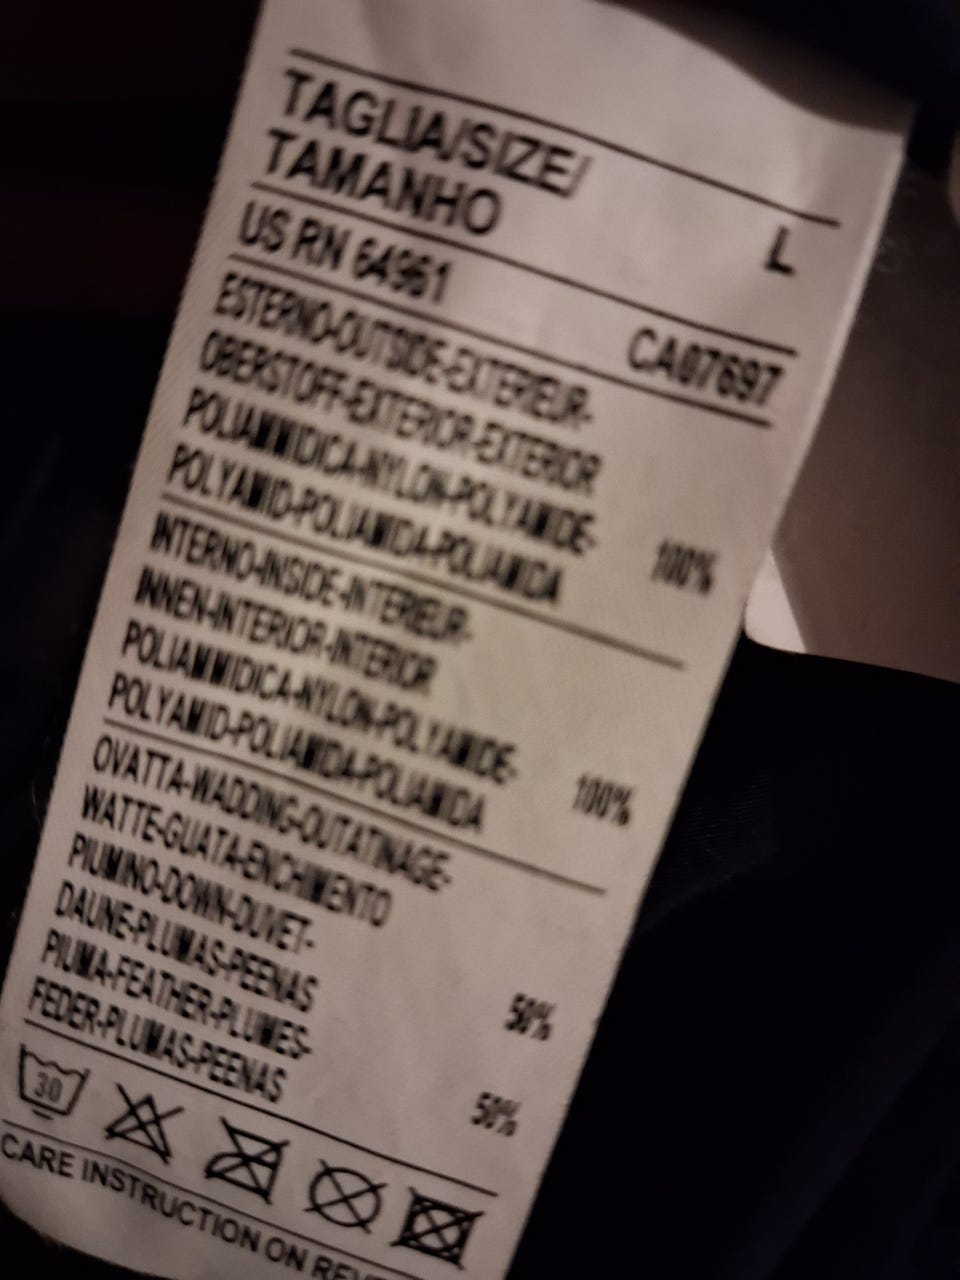 TAGLIA/SIZE/
TAMANHO L
US RN 64361 CA07697
ESTERNO-OUTSIDE-EXTERIEUR-
OBERSTOFF-EXTERIOR-EXTERIOR
POLIAMMIDICA-NYLON-POLYAMIDE-
POLYAMID-POLIAMIDA-POLIAMIDA 100%
INTERNO-INSIDE-INTERIEUR-
INNEN-INTERIOR-INTERIOR
POLIAMMIDICA-NYLON-POLYAMIDE-
POLYAMID-POLIAMIDA-POLIAMIDA 100%
OVATTA-WADDING-OUTATINAGE-
WATTE-GUATA-ENCHIMENTO
PIUMINO-DOWN-DUVET-
DAUNE-PLUMAS-PEENAS 50%
PIUMA-FEATHER-PLUMES-
FEDER-PLUMAS-PEENAS 50%
30
CARE INSTRUCTION ON REVE